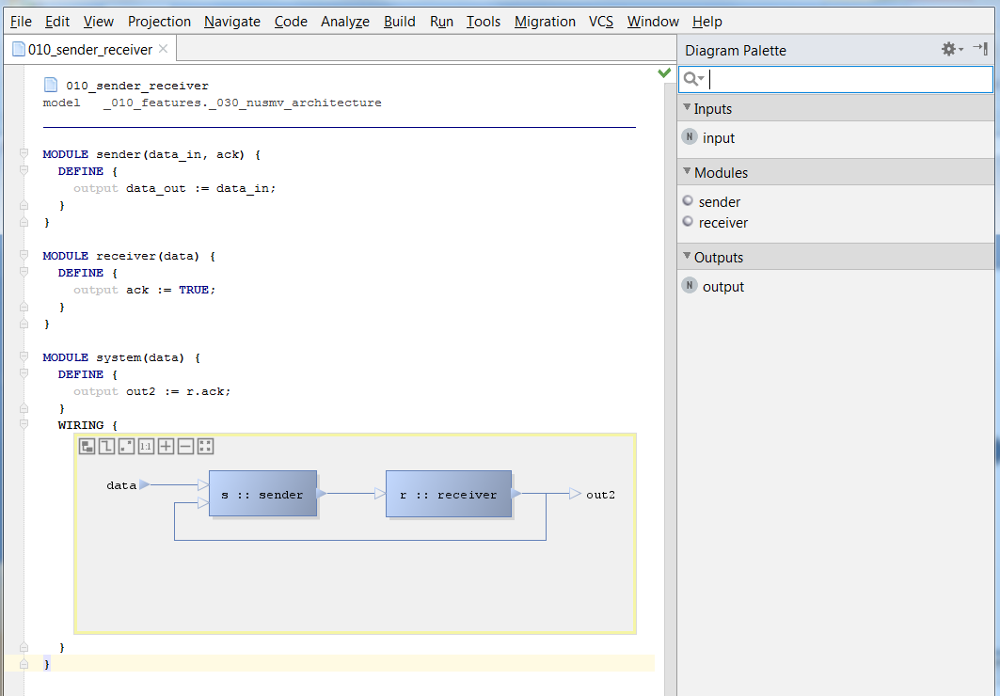 File Edit View Projection Navigate Code Analyze Build Run Tools Migration VCS Window Help
010_sender_receiver
010_sender_receiver
model _010_features._030_nusmv_architecture
MODULE sender(data_in, ack) {
DEFINE {
output data_out := data_in;
}
}
MODULE receiver(data) {
DEFINE {
output ack := TRUE;
}
}
MODULE system(data) {
DEFINE {
output out2 := r.ack;
}
WIRING {
1:1
data s :: sender r :: receiver out2
}
}
Diagram Palette
Inputs
N input
Modules
sender
receiver
Outputs
N output